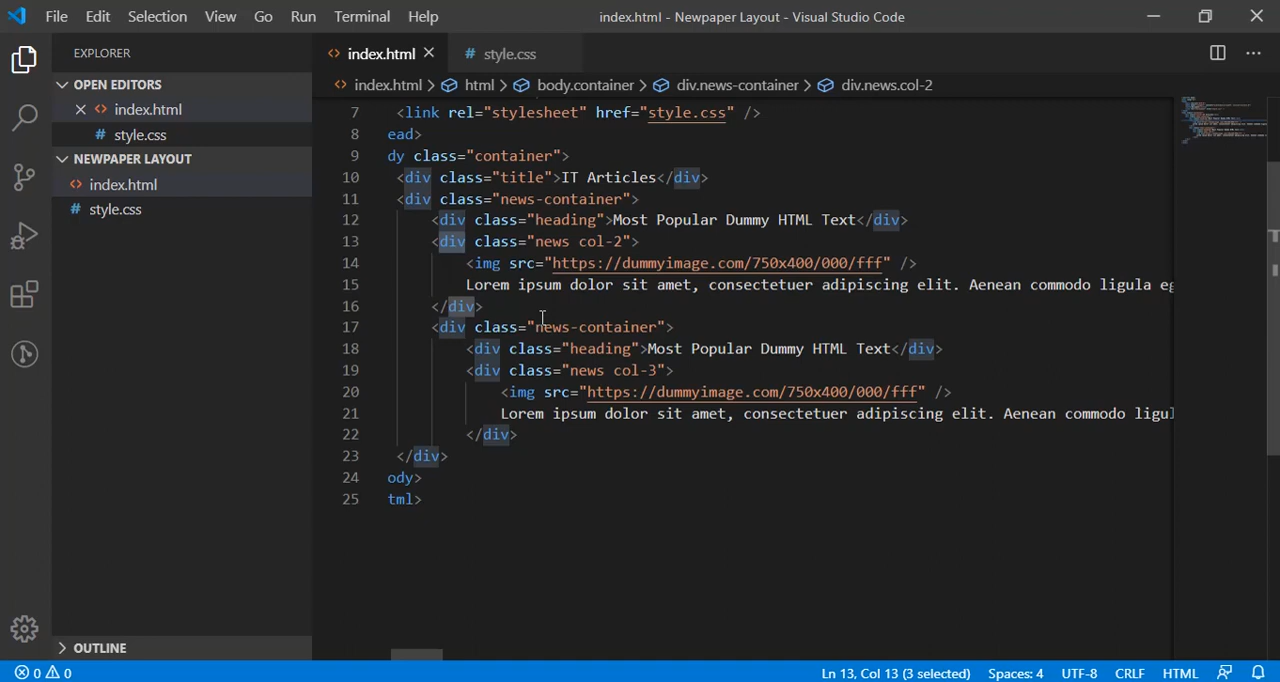 File Edit Selection View Go Run Terminal Help
index.html - Newpaper Layout - Visual Studio Code
EXPLORER
OPEN EDITORS
index.html
# style.css
NEWPAPER LAYOUT
index.html
# style.css
OUTLINE
index.html
# style.css
index.html > html > body.container > div.news-container > div.news.col-2
7 <link rel="stylesheet" href="style.css" />
8 ead>
9 dy class="container">
10 <div class="title">IT Articles</div>
11 <div class="news-container">
12 <div class="heading">Most Popular Dummy HTML Text</div>
13 <div class="news col-2">
14 <img src="https://dummyimage.com/750x400/000/fff" />
15 Lorem ipsum dolor sit amet, consectetuer adipiscing elit. Aenean commodo ligula eg
16 </div>
17 <div class="news-container">
18 <div class="heading">Most Popular Dummy HTML Text</div>
19 <div class="news col-3">
20 <img src="https://dummyimage.com/750x400/000/fff" />
21 Lorem ipsum dolor sit amet, consectetuer adipiscing elit. Aenean commodo ligul
22 </div>
23 </div>
24 ody>
25 tml>
0 0
Ln 13, Col 13 (3 selected) Spaces: 4 UTF-8 CRLF HTML